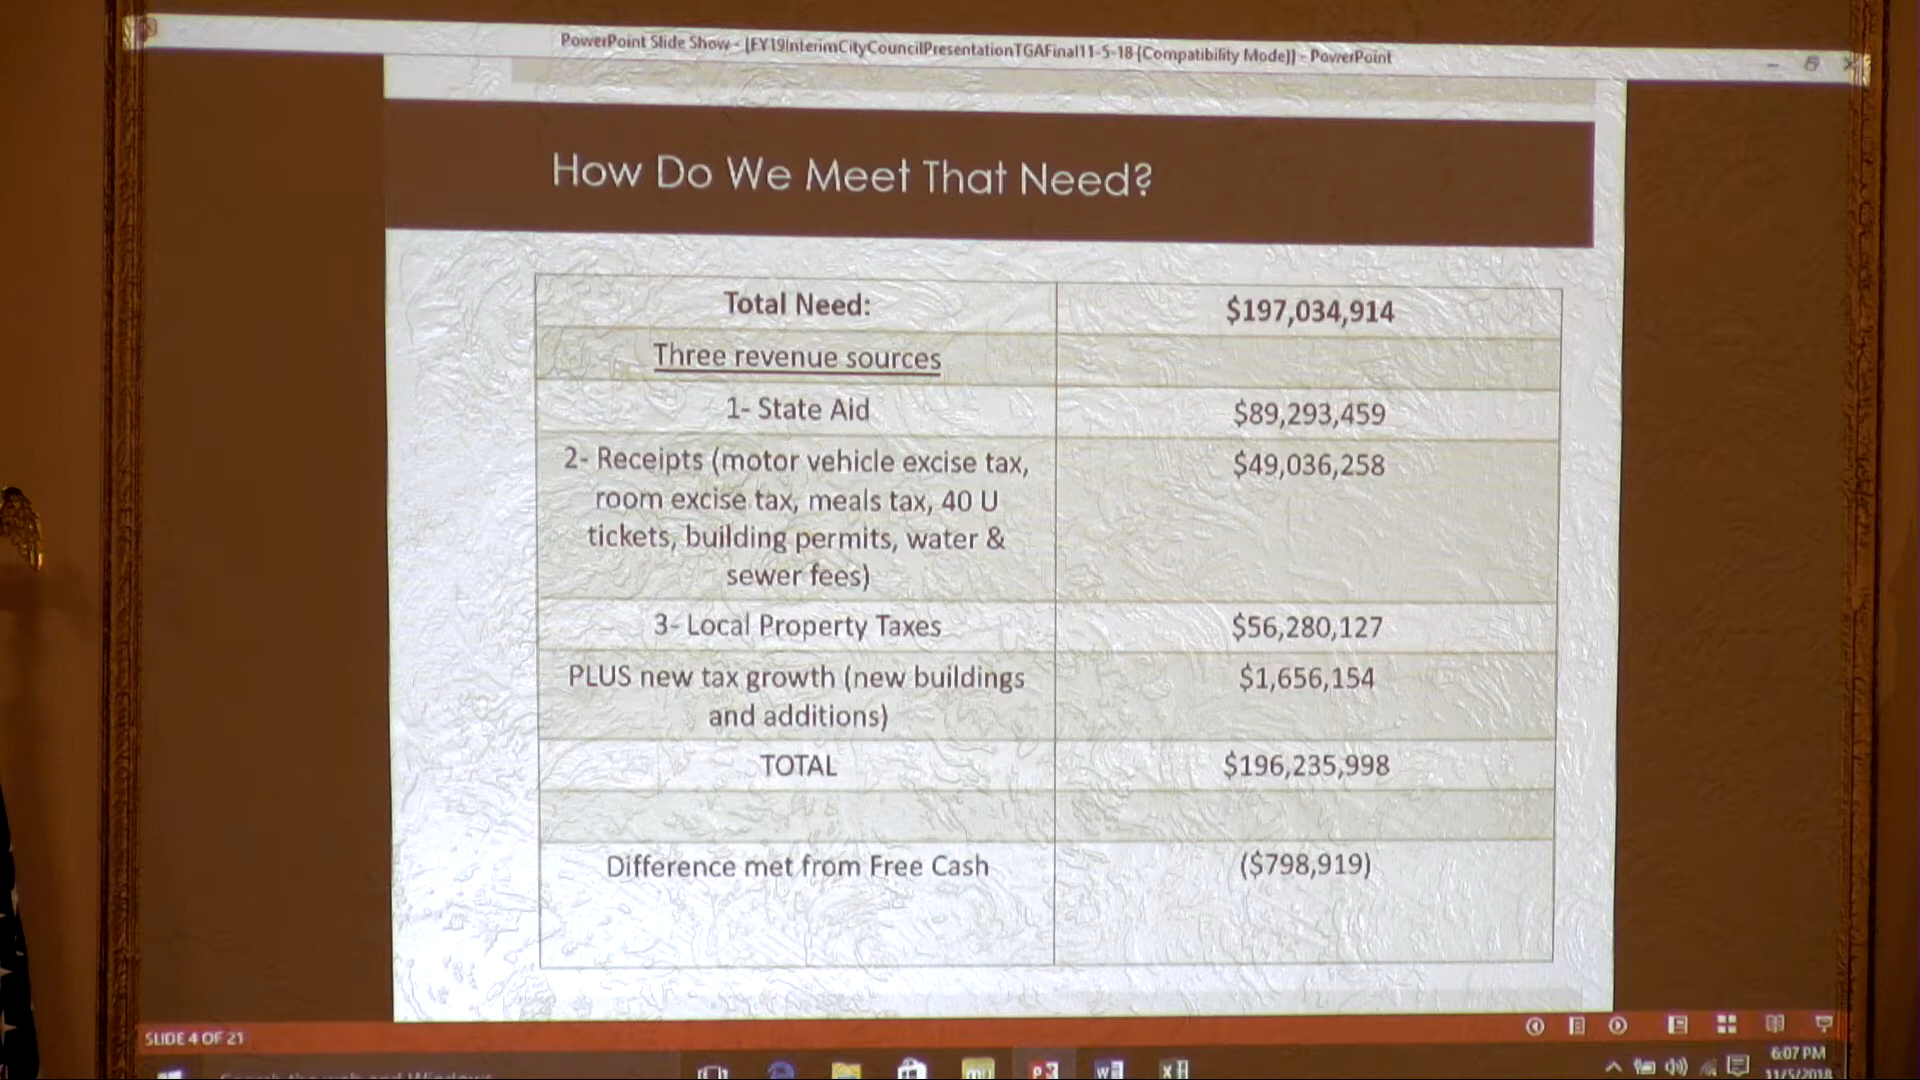 PowerPoint Slide Show - [FY19InterimCityCouncilPresentationTGAFinal11-5-18 [Compatibility Mode]] - PowerPoint
How Do We Meet That Need?
Total Need: $197,034,914
Three revenue sources
1- State Aid $89,293,459
2- Receipts (motor vehicle excise tax, $49,036,258
room excise tax, meals tax, 40 U
tickets, building permits, water &
sewer fees)
3- Local Property Taxes $56,280,127
PLUS new tax growth (new buildings $1,656,154
and additions)
TOTAL $196,235,998
Difference met from Free Cash ($798,919)
SLIDE 4 OF 21
6:07 PM
11/5/2018